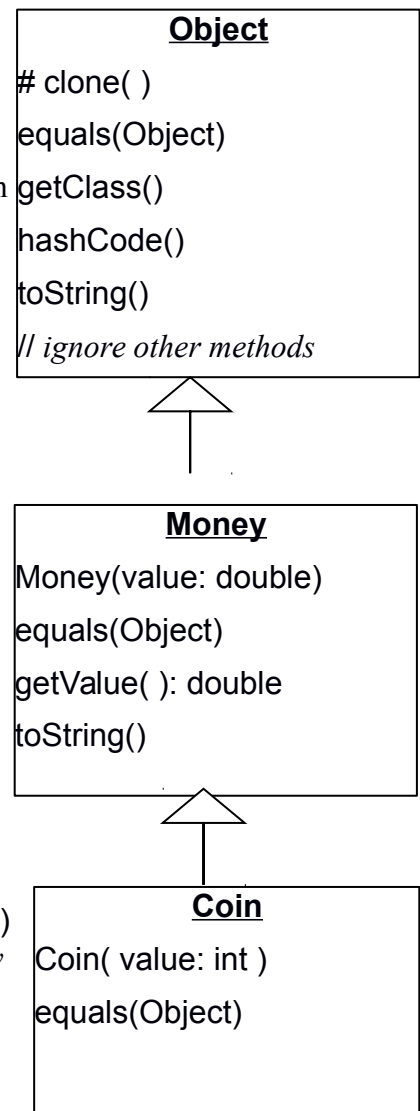 Object
# clone( )
equals(Object)
getClass()
hashCode()
toString()
// ignore other methods
Money
Money(value: double)
equals(Object)
getValue( ): double
toString()
Coin
)
Coin( value: int )
equals(Object)